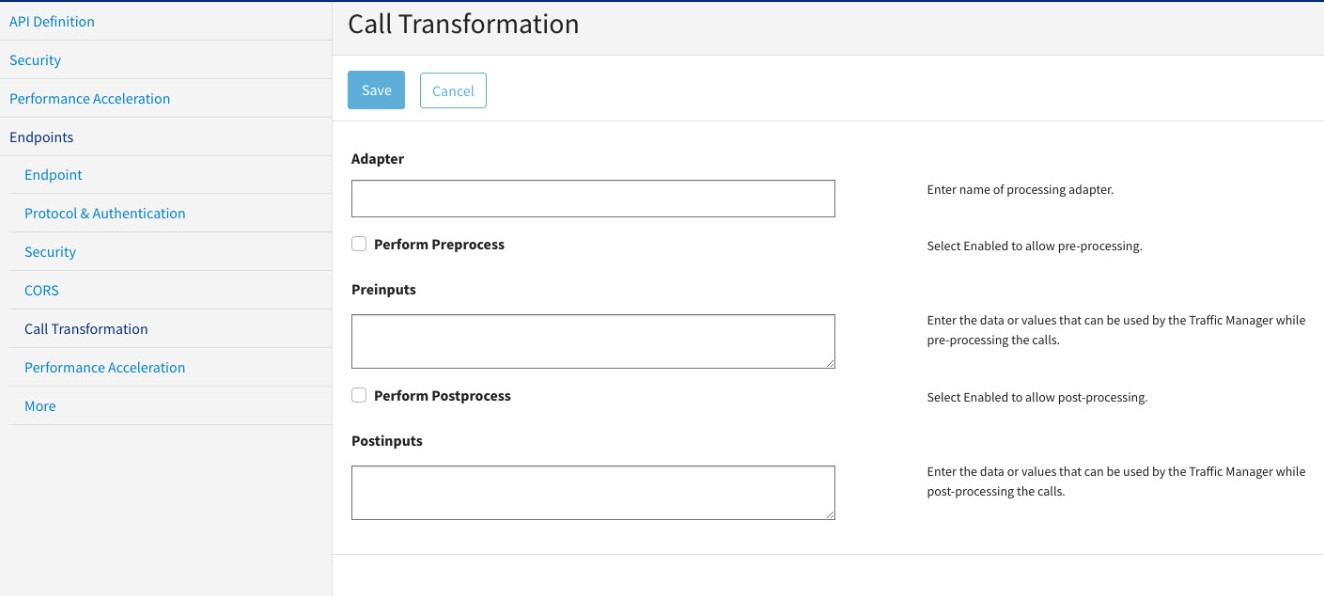 API Definition
Security
Performance Acceleration
Endpoints
Endpoint
Protocol & Authentication
Security
CORS
Call Transformation
Performance Acceleration
More
Call Transformation
Save Cancel
Adapter
Enter name of processing adapter.
Perform Preprocess
Select Enabled to allow pre-processing.
Preinputs
Enter the data or values that can be used by the Traffic Manager while
pre-processing the calls.
Perform Postprocess
Select Enabled to allow post-processing.
Postinputs
Enter the data or values that can be used by the Traffic Manager while
post-processing the calls.